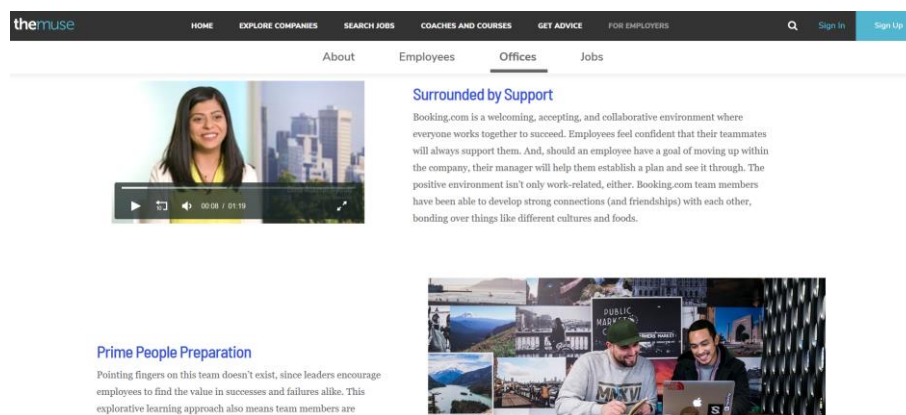 themuse HOME EXPLORE COMPANIES SEARCH JOBS COACHES AND COURSES GET ADVICE FOR EMPLOYERS Sign In Sign Up
About Employees Offices Jobs
Surrounded by Support
Booking.com is a welcoming, accepting, and collaborative environment where
everyone works together to succeed. Employees feel confident that their teammates
will always support them. And, should an employee have a goal of moving up within
the company, their manager will help them establish a plan and see it through. The
positive environment isn't only work-related, either. Booking.com team members
have been able to develop strong connections (and friendships) with each other,
bonding over things like different cultures and foods.
00:08 / 01:19
PUBLIC
MARKET
FARMERS MARKET
MXVI
Prime People Preparation
Pointing fingers on this team doesn't exist, since leaders encourage
employees to find the value in successes and failures alike. This
explorative learning approach also means team members are